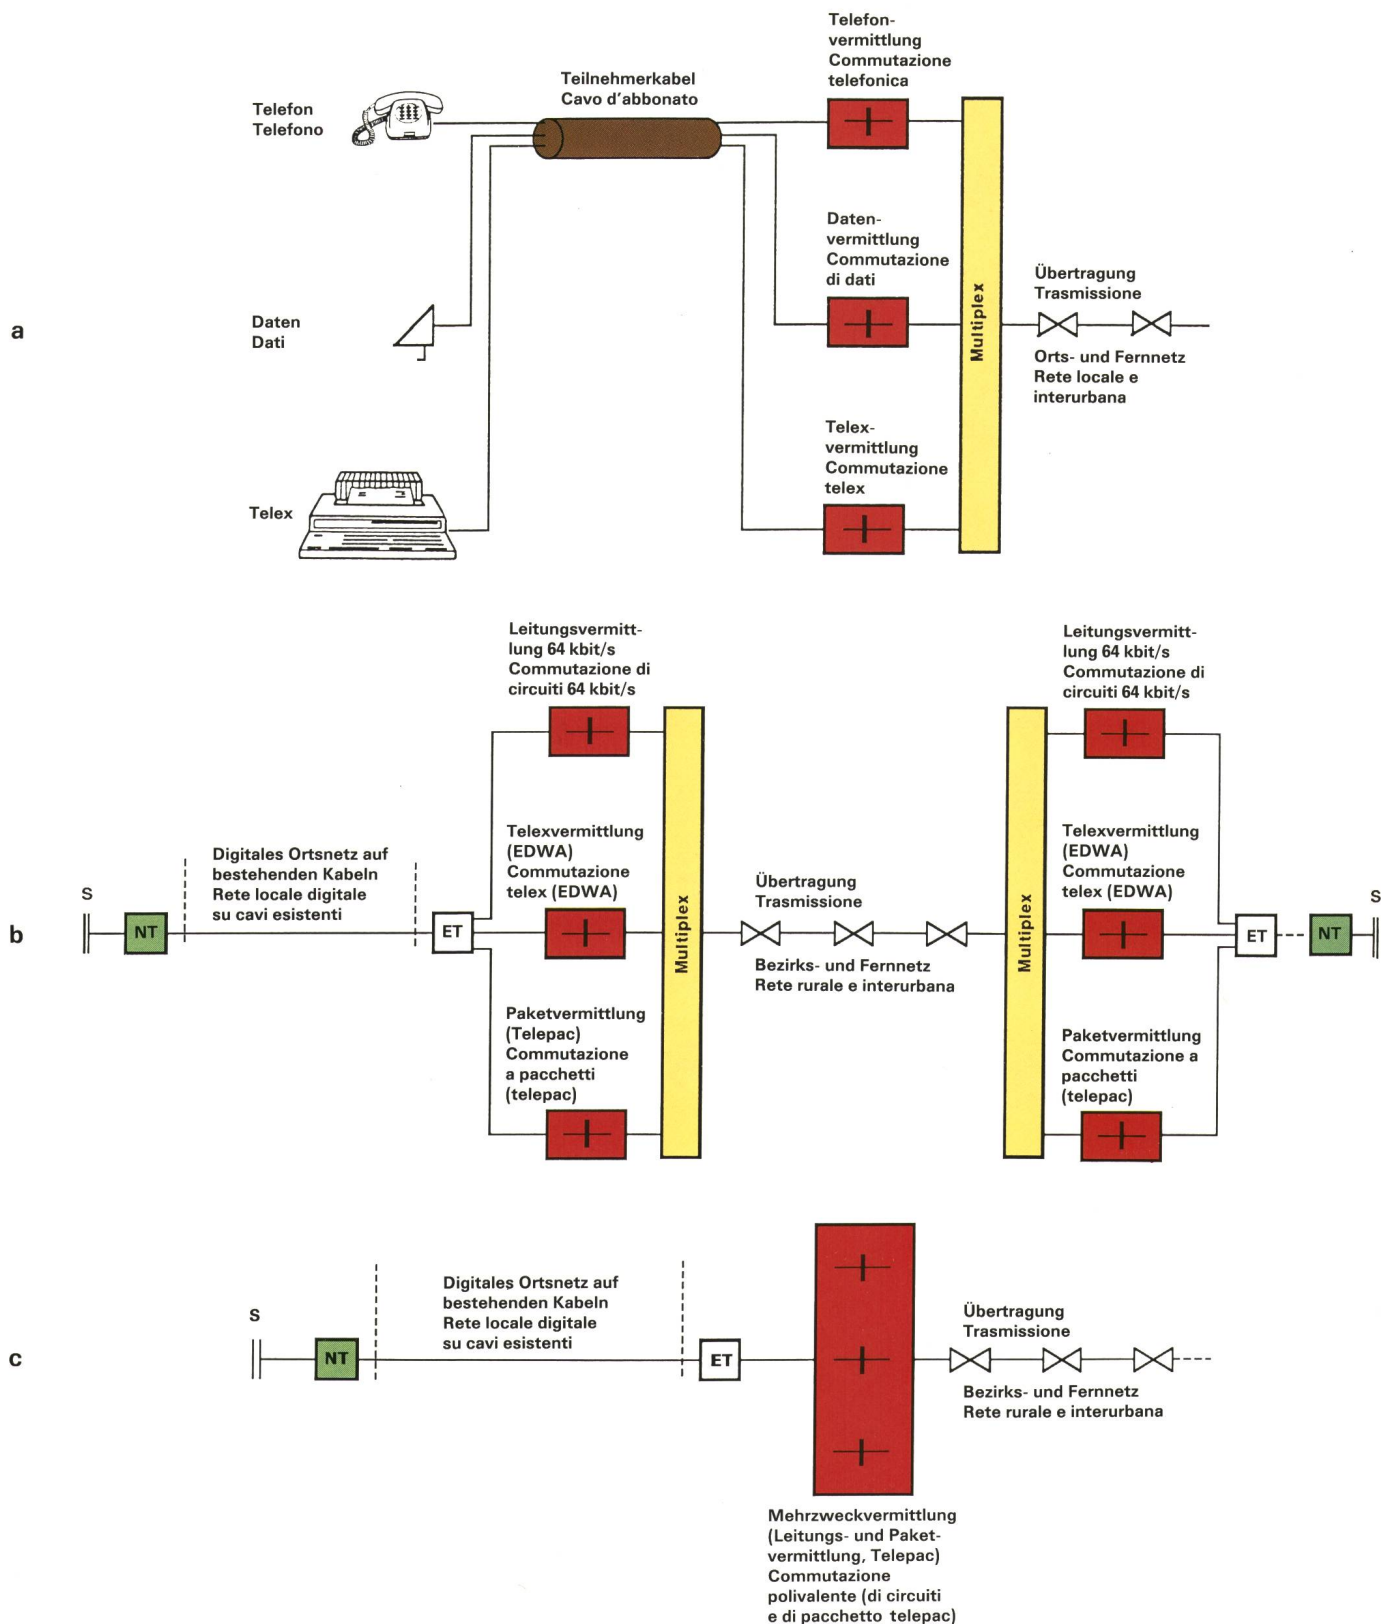 Telefon-
vermittlung
Commutazione
telefonica
Teilnehmerkabel
Cavo d'abbonato
Telefon
Telefono
Daten-
vermittlung
Commutazione
di dati
Übertragung
Trasmissione
Multiplex
a
Daten
Dati
Orts- und Fernnetz
Rete locale e
interurbana
Telex-
vermittlung
Commutazione
telex
Telex
Leitungsvermitt-
lung 64 kbit/s
Commutazione di
circuiti 64 kbit/s
Leitungsvermitt-
lung 64 kbit/s
Commutazione di
circuiti 64 kbit/s
Telexvermittlung
(EDWA)
Commutazione
telex (EDWA)
Telexvermittlung
(EDWA)
Commutazione
telex (EDWA)
Digitales Ortsnetz auf
bestehenden Kabeln
Rete locale digitale
su cavi esistenti
Übertragung
Trasmissione
S
S
b
NT
ET
Multiplex
Multiplex
ET
NT
Bezirks- und Fernnetz
Rete rurale e interurbana
Paketvermittlung
(Telepac)
Commutazione
a pacchetti
(telepac)
Paketvermittlung
Commutazione a
pacchetti
(telepac)
Digitales Ortsnetz auf
bestehenden Kabeln
Rete locale digitale
su cavi esistenti
S
Übertragung
Trasmissione
c
NT
ET
Bezirks- und Fernnetz
Rete rurale e interurbana
Mehrzweckvermittlung
(Leitungs- und Paket-
vermittlung, Telepac)
Commutazione
polivalente (di circuiti
e di pacchetto telepac)